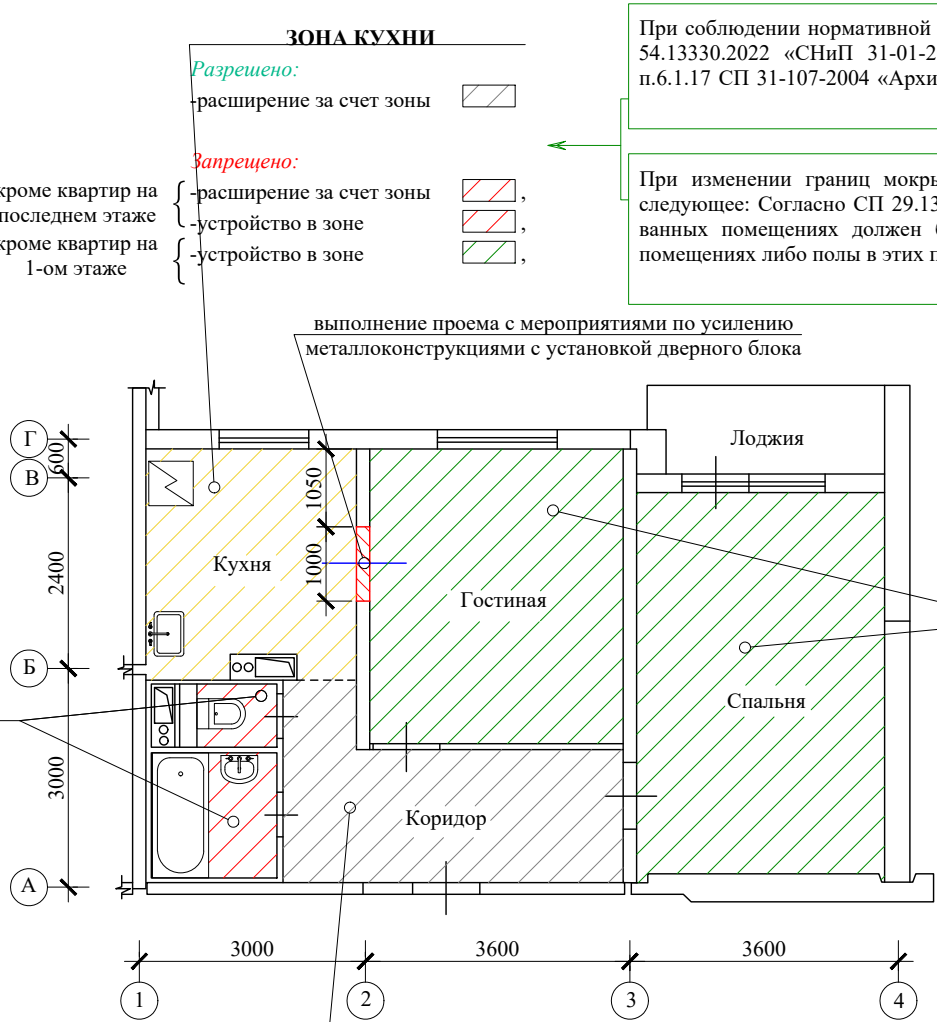 ЗОНА КУХНИ
Разрешено:
-расширение за счет зоны
Запрещено:
кроме квартир на
последнем этаже
{ -расширение за счет зоны ,
-устройство в зоне ,
кроме квартир на
1-ом этаже
{ -устройство в зоне ,
При соблюдении нормативной
54.13330.2022 «СНиП 31-01-2
п.6.1.17 СП 31-107-2004 «Архи
При изменении границ мокры
следующее: Согласно СП 29.13
ванных помещениях должен
помещениях либо полы в этих п
выполнение проема с мероприятиями по усилению
металлоконструкциями с установкой дверного блока
Г
600
В
2400
Б
3000
А
Лоджия
1050
1000
Кухня
Гостиная
Спальня
Коридор
3000
3600
3600
1
2
3
4